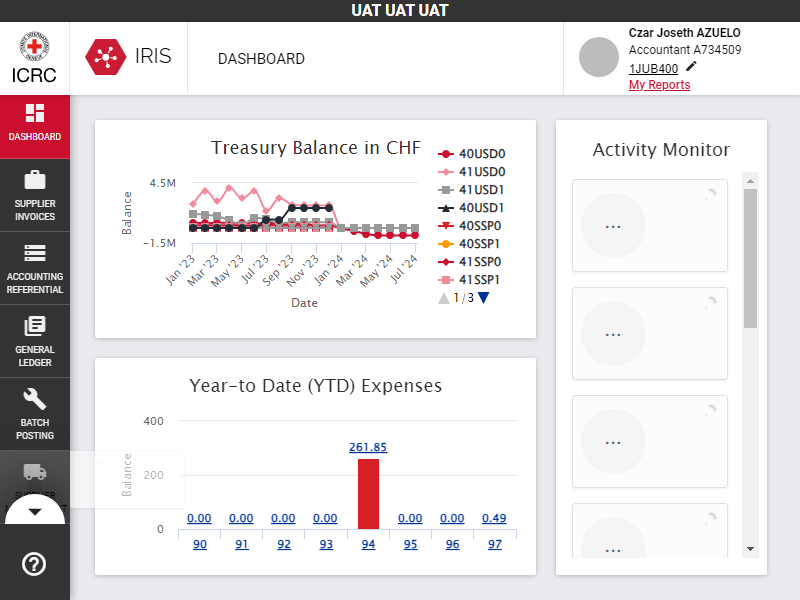 UAT UAT UAT
ICRC
IRIS
DASHBOARD
Czar Joseth AZUELO
Accountant A734509
1JUB400
My Reports
DASHBOARD
SUPPLIER
INVOICES
ACCOUNTING
REFERENTIAL
GENERAL
LEDGER
BATCH
POSTING
Treasury Balance in CHF
Balance
4.5M
−1.5M
Jan '23
Mar '23
May '23
Jul '23
Sep '23
Nov '23
Jan '24
Mar '24
May '24
Jul '24
Date
40USD0
41USD0
41USD1
40USD1
40SSP0
40SSP1
41SSP0
41SSP1
1/3
Year-to Date (YTD) Expenses
Balance
400
200
0
0.00
0.00
0.00
0.00
261.85
0.00
0.00
0.49
90
91
92
93
94
95
96
97
Activity Monitor
...
...
...
...